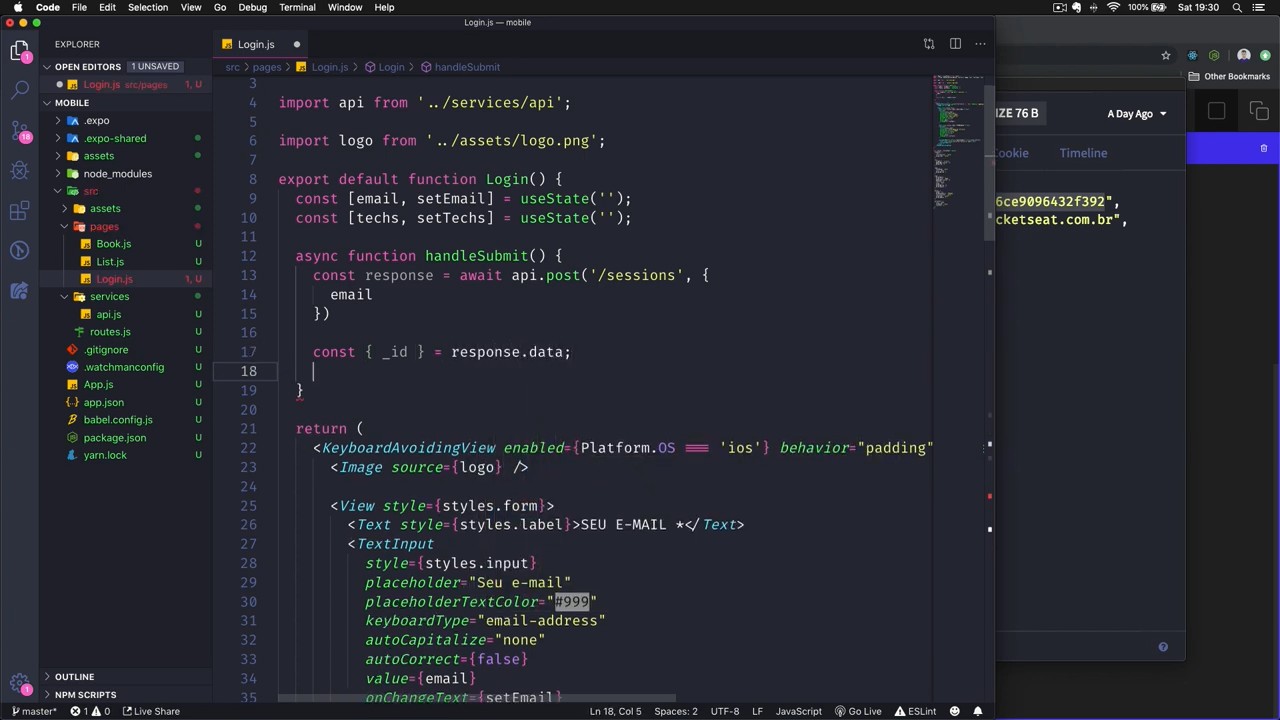 Code File Edit Selection View Go Debug Terminal Window Help 100% Sat 19:30
Login.js — mobile
EXPLORER
OPEN EDITORS 1 UNSAVED
Login.js src/pages 1, U
MOBILE
.expo
.expo-shared
assets
node_modules
src
assets
pages
Book.js U
List.js U
Login.js 1, U
services
api.js U
routes.js U
.gitignore U
.watchmanconfig U
App.js U
app.json U
babel.config.js U
package.json U
yarn.lock U
OUTLINE
NPM SCRIPTS
Login.js
src > pages > Login.js > Login > handleSubmit
3
4 import api from '../services/api';
5
6 import logo from '../assets/logo.png';
7
8 export default function Login() {
9 const [email, setEmail] = useState('');
10 const [techs, setTechs] = useState('');
11
12 async function handleSubmit() {
13 const response = await api.post('/sessions', {
14 email
15 })
16
17 const { _id } = response.data;
18
19 }
20
21 return (
22 <KeyboardAvoidingView enabled={Platform.OS === 'ios'} behavior="padding"
23 <Image source={logo} />
24
25 <View style={styles.form}>
26 <Text style={styles.label}>SEU E-MAIL *</Text>
27 <TextInput
28 style={styles.input}
29 placeholder="Seu e-mail"
30 placeholderTextColor="#999"
31 keyboardType="email-address"
32 autoCapitalize="none"
33 autoCorrect={false}
34 value={email}
35 onChangeText={setEmail}
Other Bookmarks
IZE 76 B A Day Ago
Cookie Timeline
6ce9096432f392",
cketseat.com.br",
1
18
1
master* 1 0 Live Share Ln 18, Col 5 Spaces: 2 UTF-8 LF JavaScript Go Live ESLint